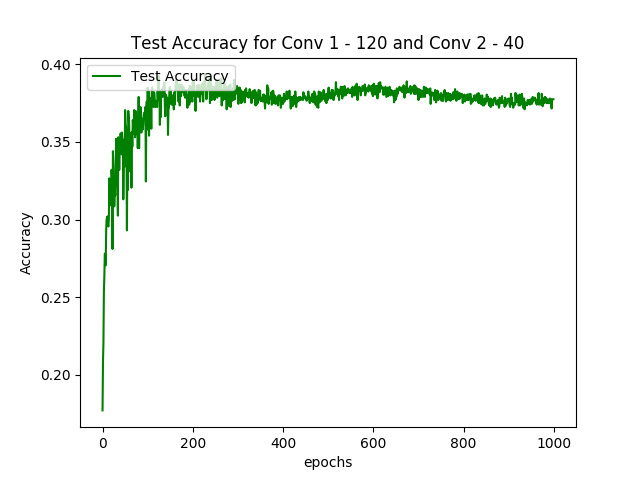 Test Accuracy for Conv 1 - 120 and Conv 2 - 40
Test Accuracy
0.40
0.35
0.30
0.25
0.20
Accuracy
0 200 400 600 800 1000
epochs